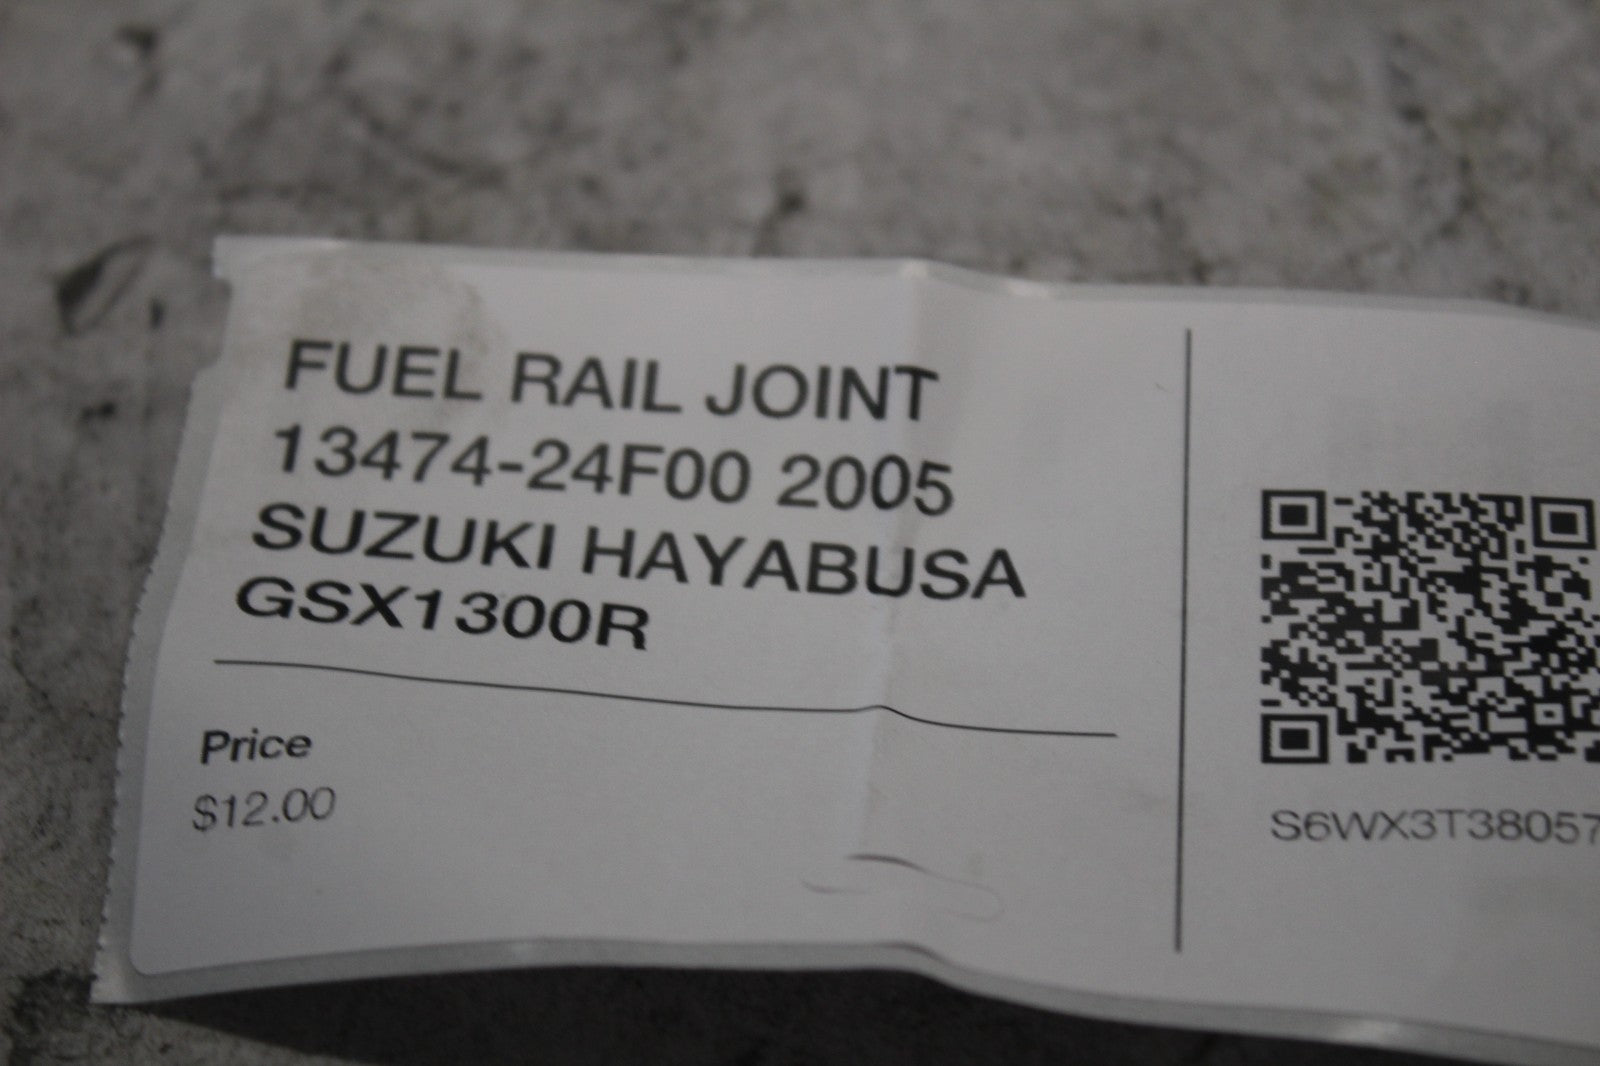 FUEL RAIL JOINT
13474-24F00 2005
SUZUKI HAYABUSA
GSX1300R
Price
$12.00
S6WX3T38057